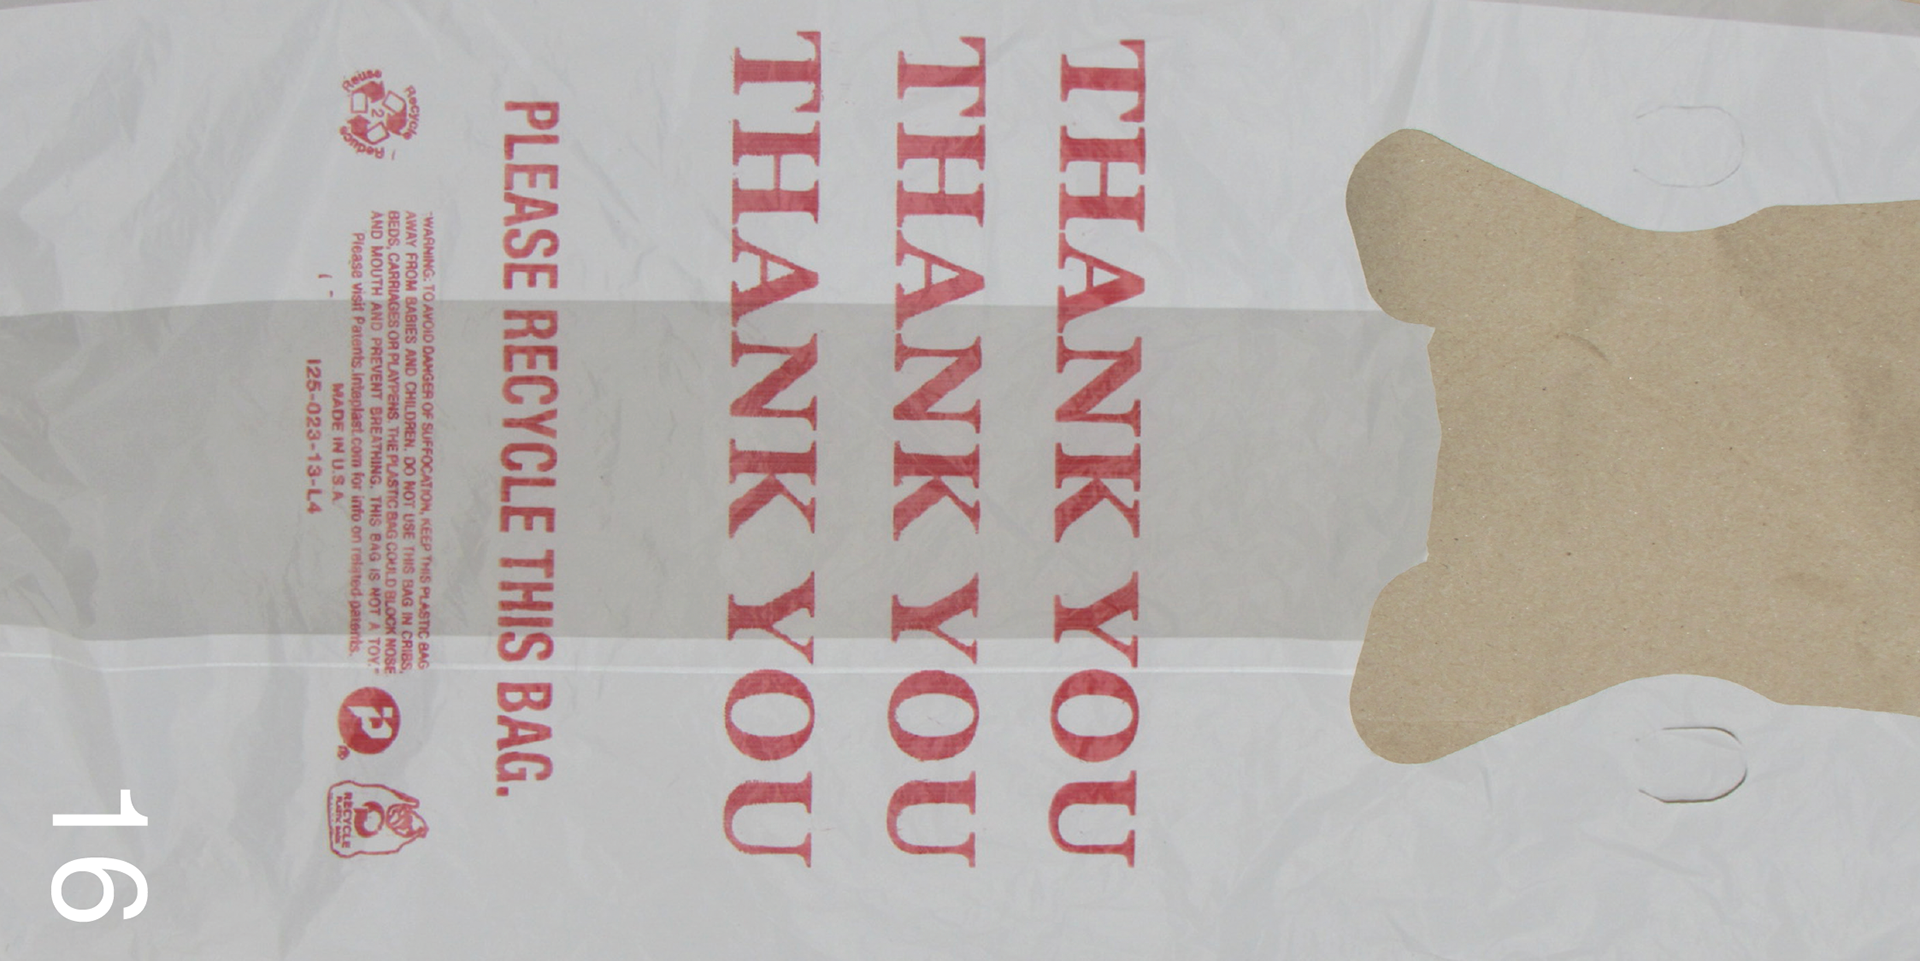 THANK YOU
THANK YOU
THANK YOU
PLEASE RECYCLE THIS BAG.
Reuse
Recycle
Reduce
2
"WARNING: TO AVOID DANGER OF SUFFOCATION, KEEP THIS PLASTIC BAG
AWAY FROM BABIES AND CHILDREN. DO NOT USE THIS BAG IN CRIBS,
BEDS, CARRIAGES OR PLAYPENS. THE PLASTIC BAG COULD BLOCK NOSE
AND MOUTH AND PREVENT BREATHING. THIS BAG IS NOT A TOY."
Please visit Patents.Inteplast.com for info on related patents.
MADE IN U.S.A.
125-023-13-L4
®
RECYCLE
16